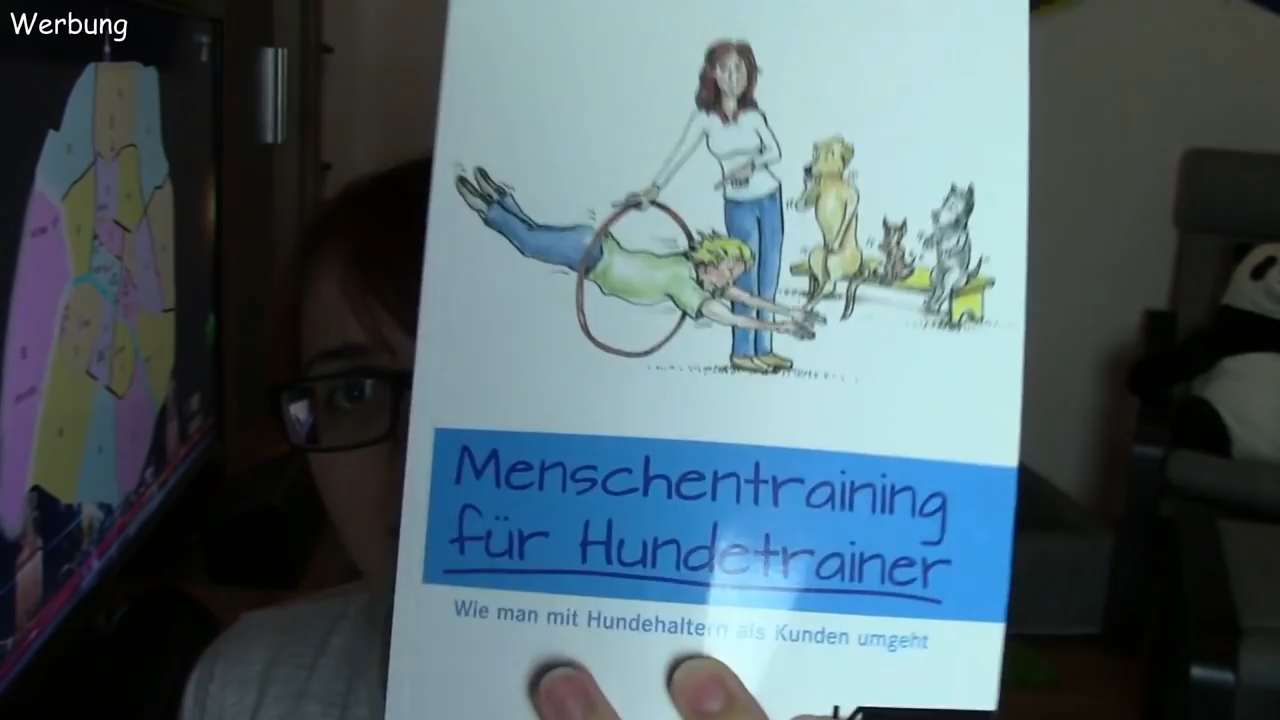 Werbung
Menschentraining
für Hundetrainer
Wie man mit Hundehaltern als Kunden umgeht